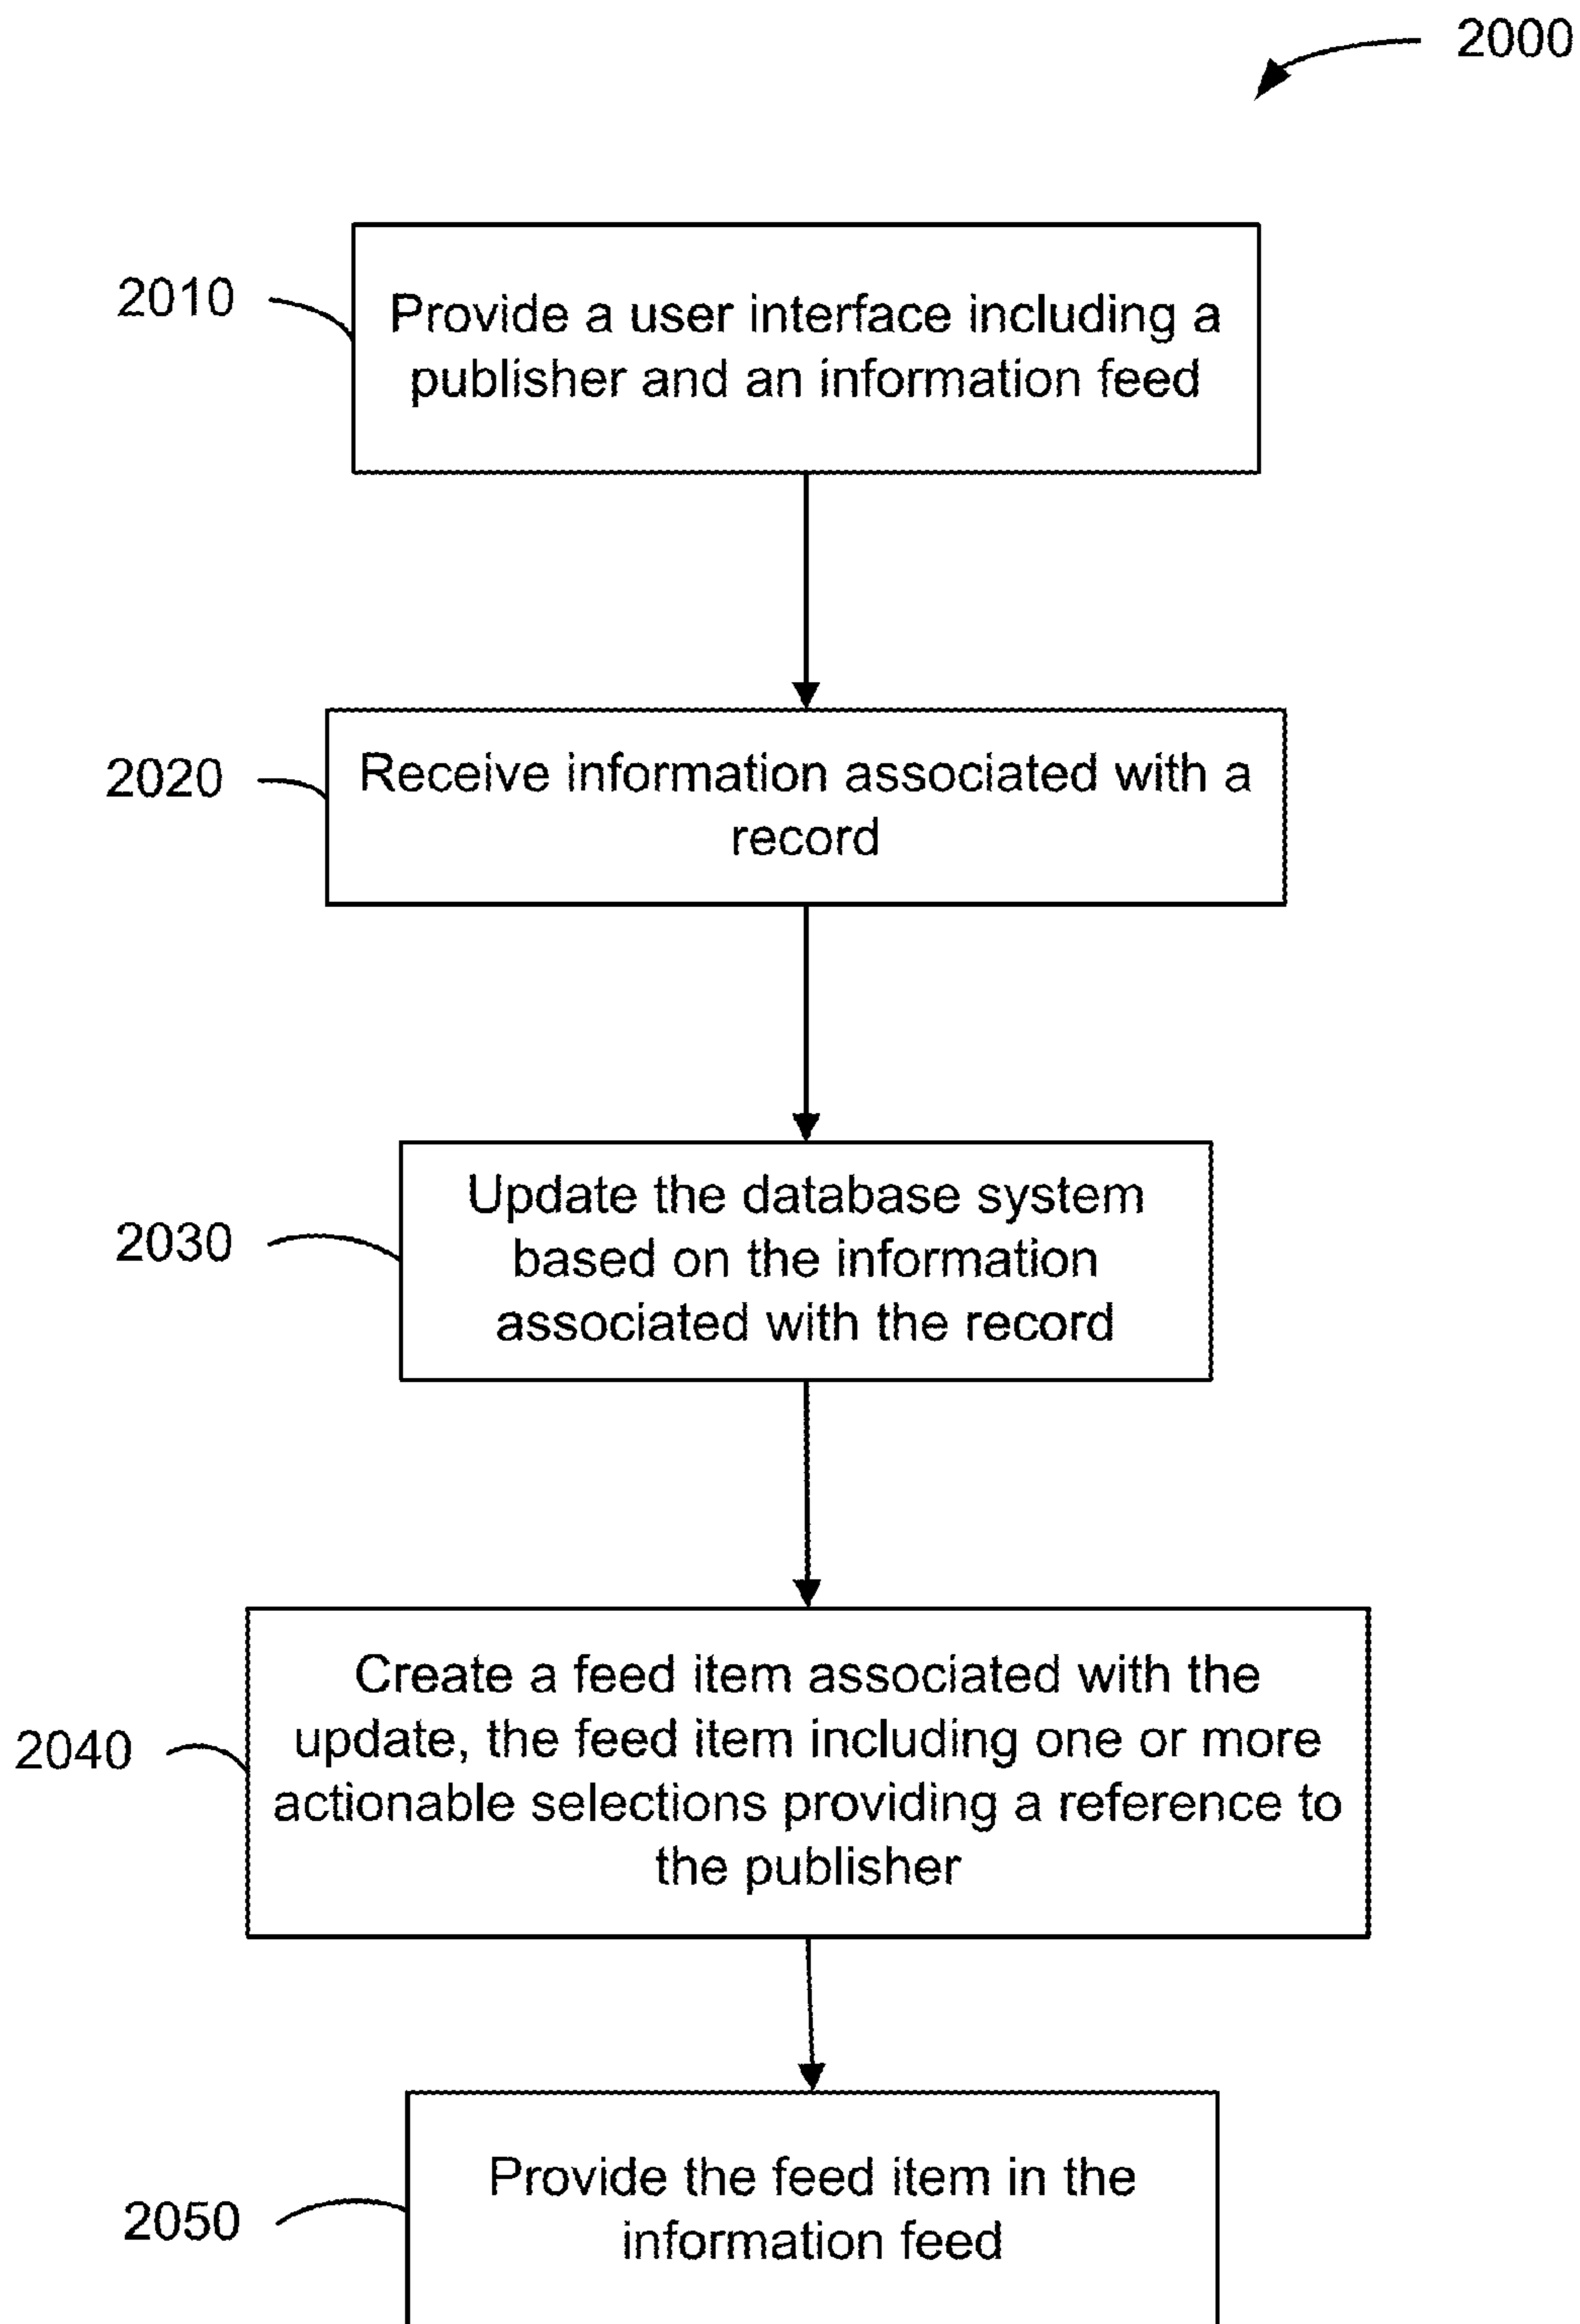 2000
2010
Provide a user interface including a
publisher and an information feed
2020
Receive information associated with a
record
2030
Update the database system
based on the information
associated with the record
2040
Create a feed item associated with the
update, the feed item including one or more
actionable selections providing a reference to
the publisher
2050
Provide the feed item in the
information feed